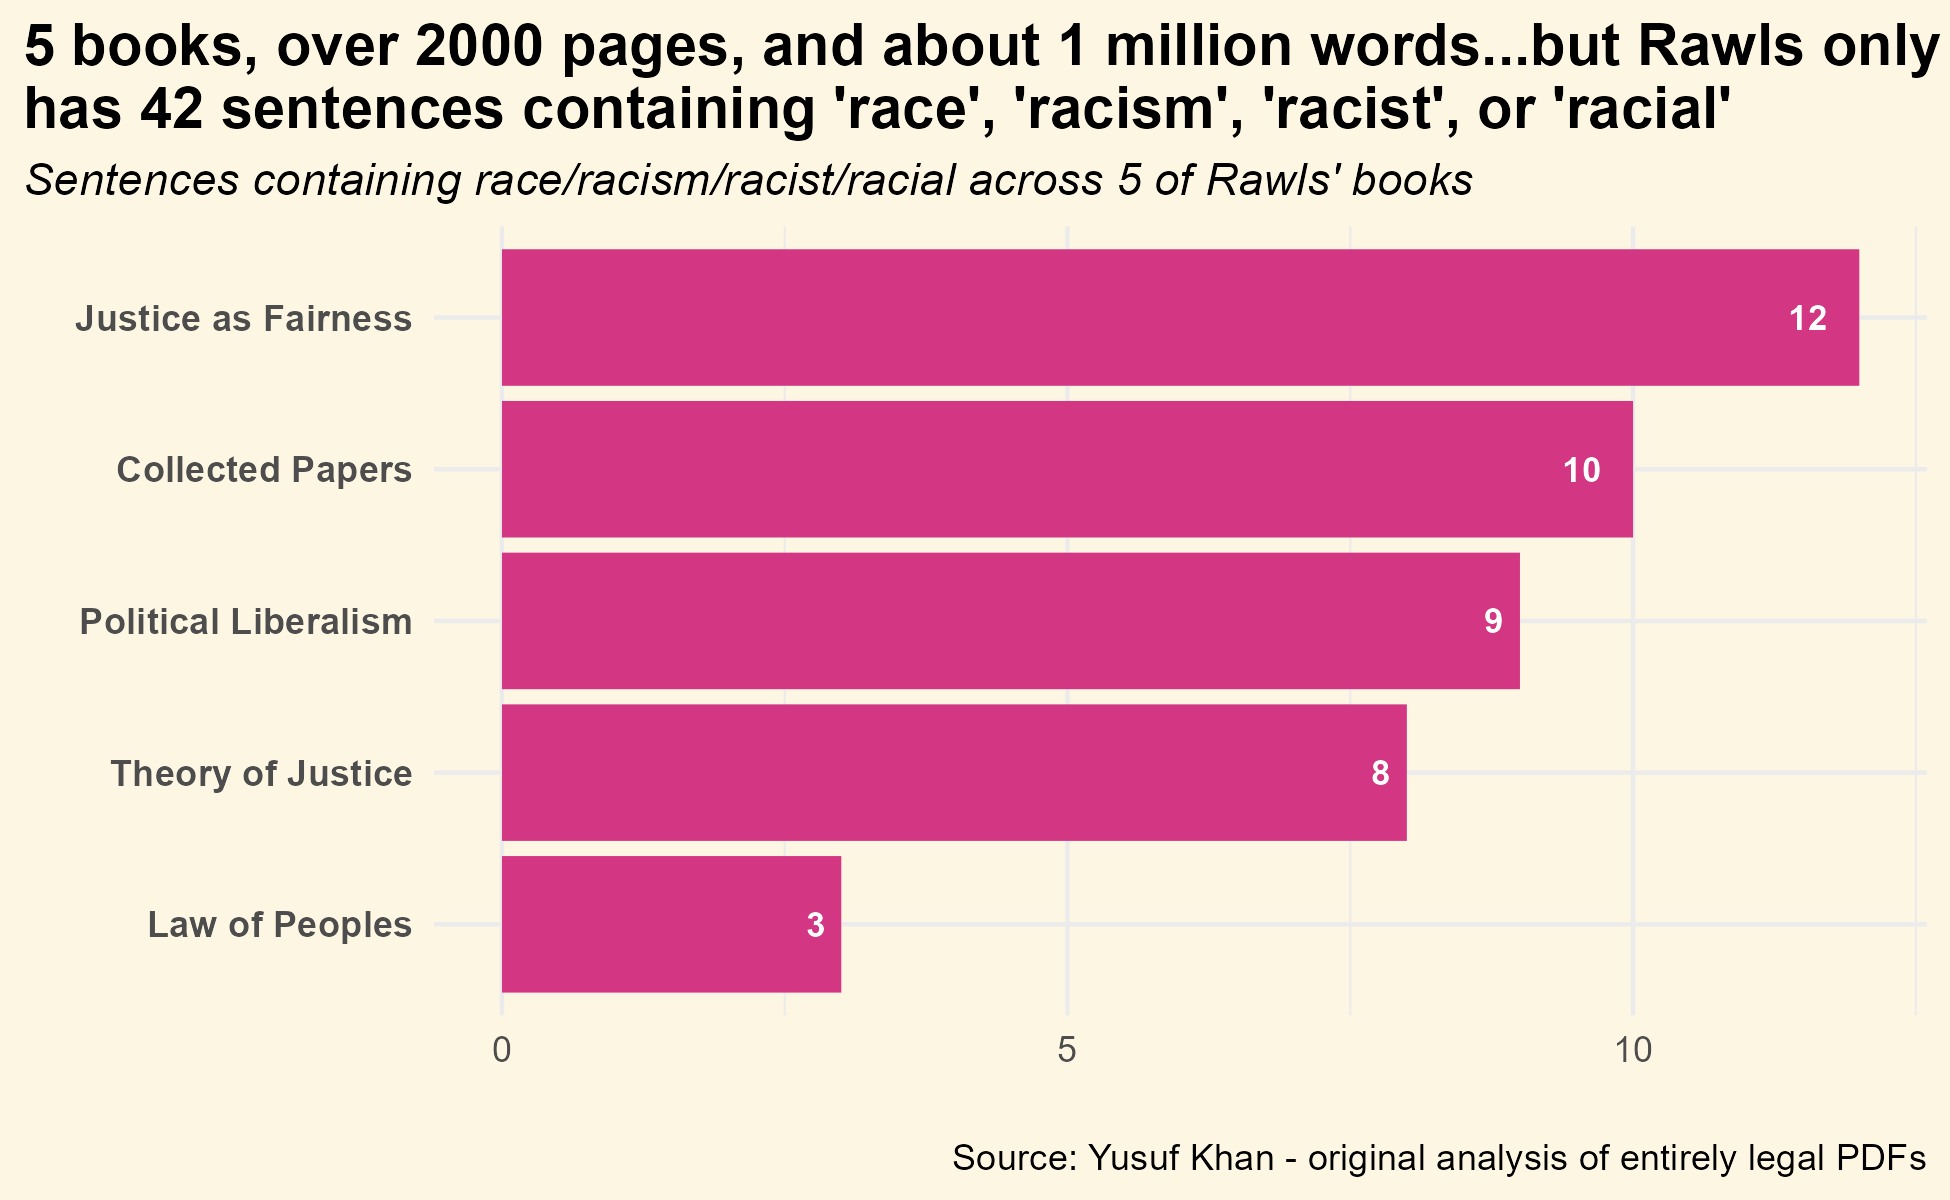 5 books, over 2000 pages, and about 1 million words...but Rawls only
has 42 sentences containing 'race', 'racism', 'racist', or 'racial'
Sentences containing race/racism/racist/racial across 5 of Rawls' books
Justice as Fairness
12
Collected Papers
10
Political Liberalism
9
Theory of Justice
8
Law of Peoples
3
0
5
10
Source: Yusuf Khan - original analysis of entirely legal PDFs